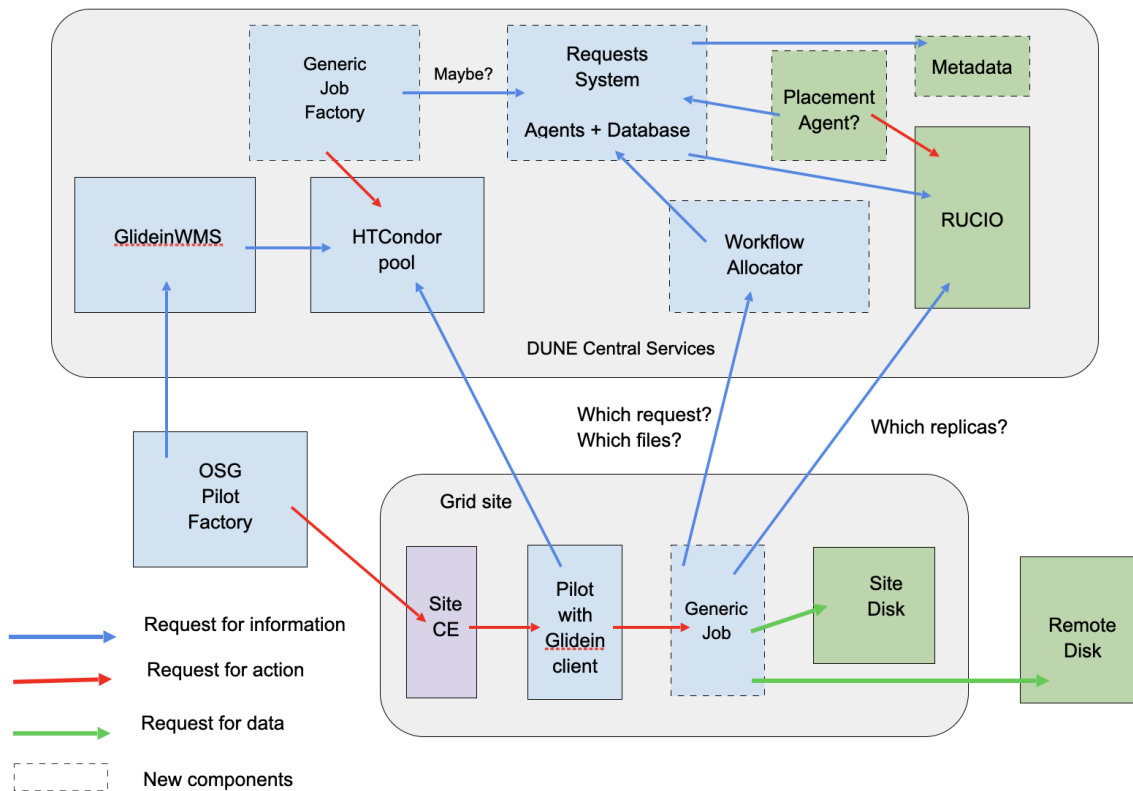 Generic
Job
Factory
Maybe?
Requests
System
Agents + Database
Placement
Agent?
Metadata
GlideinWMS
HTCondor
pool
Workflow
Allocator
RUCIO
DUNE Central Services
Which request?
Which files?
Which replicas?
OSG
Pilot
Factory
Grid site
Site
CE
Pilot
with
Glidein
client
Generic
Job
Site
Disk
Remote
Disk
Request for information
Request for action
Request for data
New components